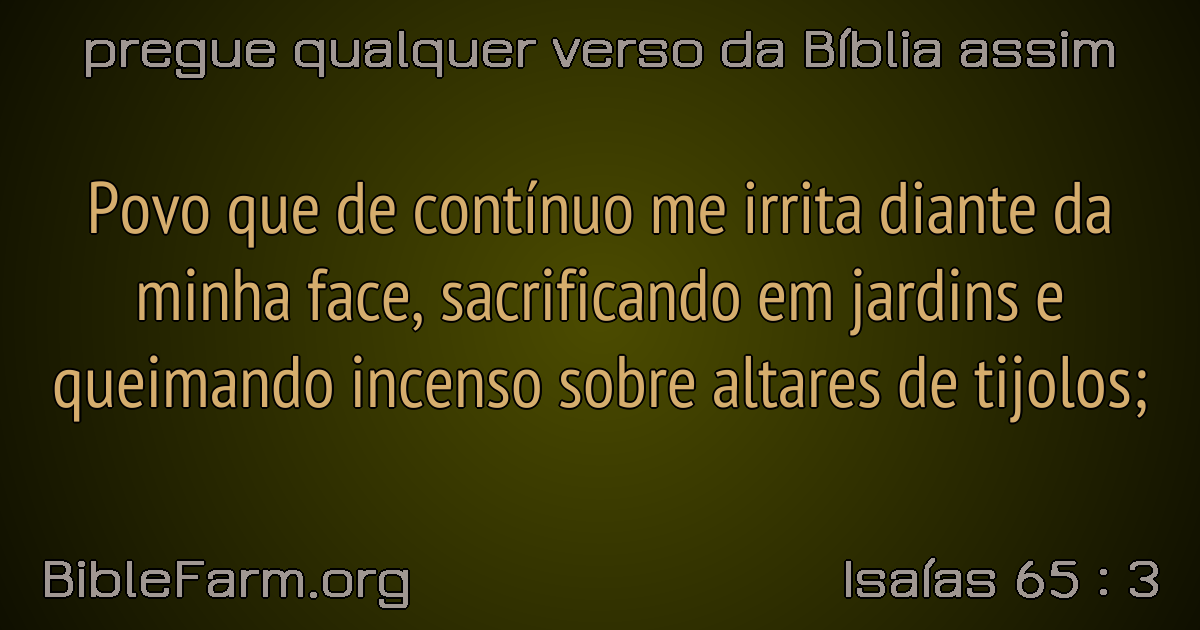 pregue qualquer verso da Bíblia assim
Povo que de contínuo me irrita diante da
minha face, sacrificando em jardins e
queimando incenso sobre altares de tijolos;
BibleFarm.org
Isaías 65 : 3